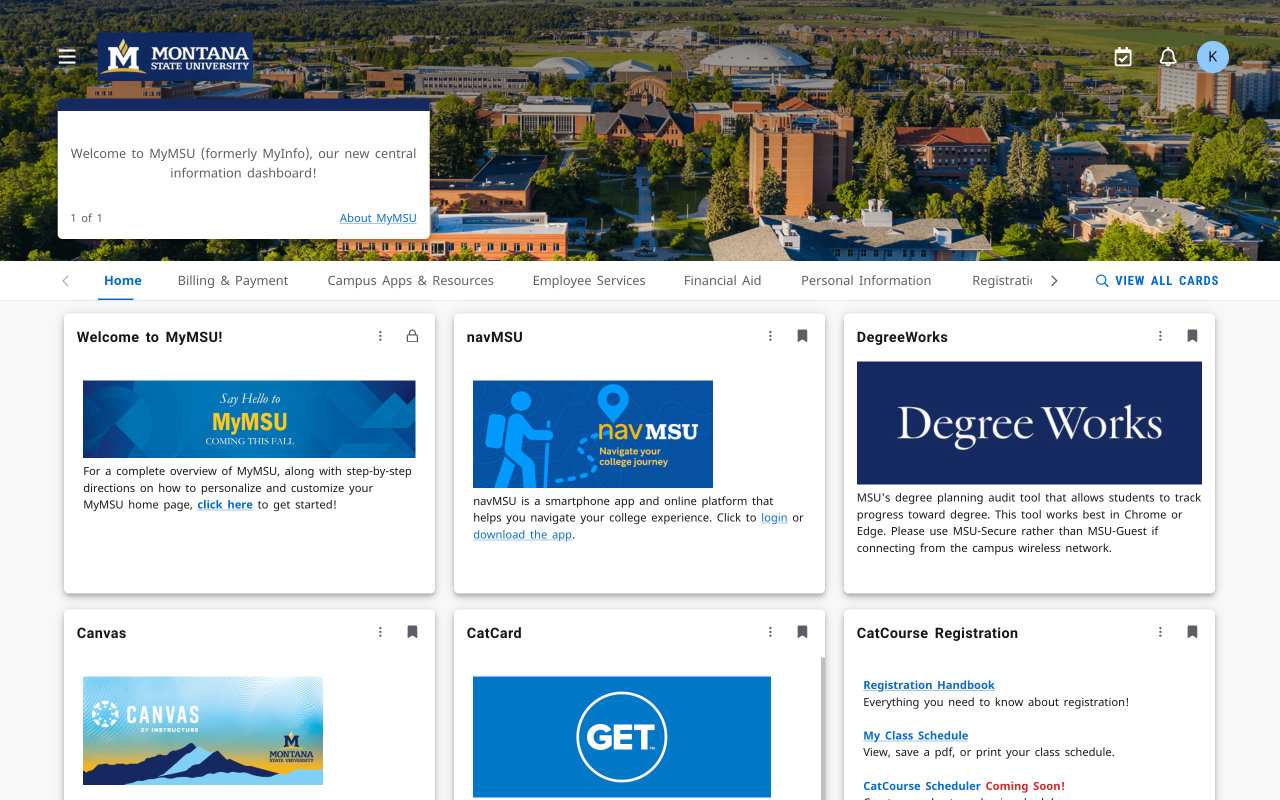 MONTANA
STATE UNIVERSITY
K
Welcome to MyMSU (formerly MyInfo), our new central
information dashboard!
1 of 1
About MyMSU
Home
Billing & Payment
Campus Apps & Resources
Employee Services
Financial Aid
Personal Information
Registratic
VIEW ALL CARDS
Welcome to MyMSU!
Say Hello to
MyMSU
COMING THIS FALL
For a complete overview of MyMSU, along with step-by-step
directions on how to personalize and customize your
MyMSU home page, click here to get started!
navMSU
nav MSU
Navigate your
college journey
navMSU is a smartphone app and online platform that
helps you navigate your college experience. Click to login or
download the app.
DegreeWorks
Degree Works
MSU's degree planning audit tool that allows students to track
progress toward degree. This tool works best in Chrome or
Edge. Please use MSU-Secure rather than MSU-Guest if
connecting from the campus wireless network.
Canvas
CANVAS
BY INSTRUCTURE
M
MONTANA
STATE UNIVERSITY
CatCard
GET™
CatCourse Registration
Registration Handbook
Everything you need to know about registration!
My Class Schedule
View, save a pdf, or print your class schedule.
CatCourse Scheduler Coming Soon!